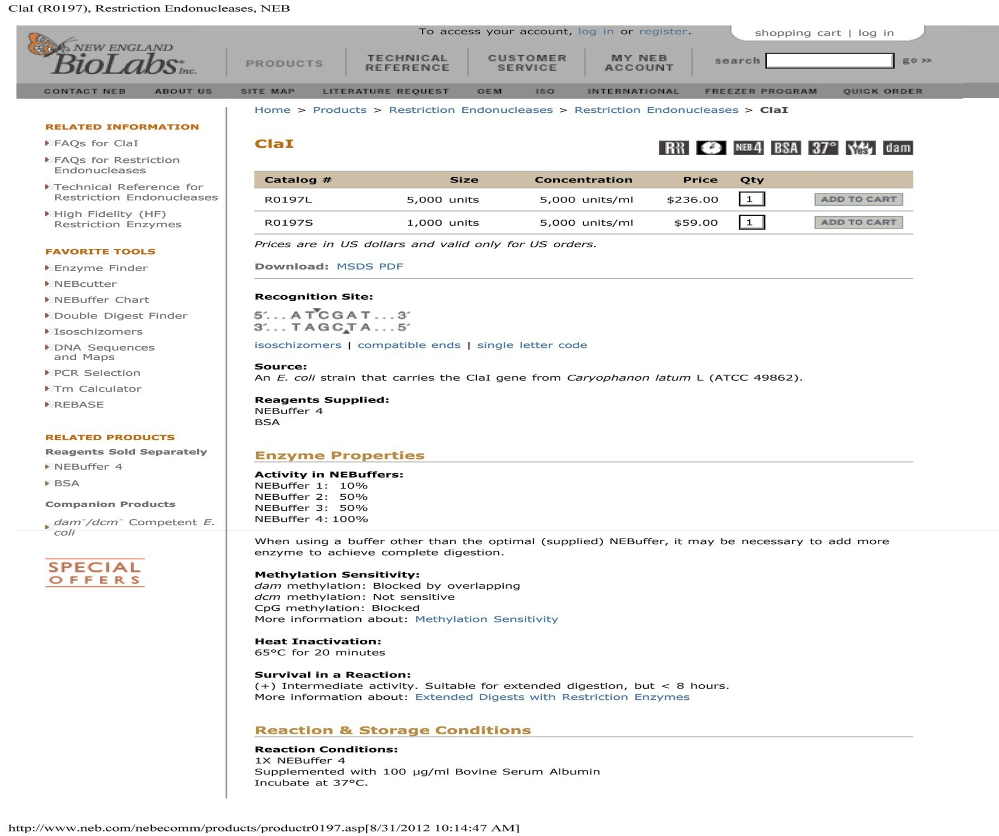 ClaI (R0197), Restriction Endonucleases, NEB
To access your account, log in or register.
shopping cart | log in
NEW ENGLAND
BioLabs Inc.
PRODUCTS
TECHNICAL REFERENCE
CUSTOMER SERVICE
MY NEB ACCOUNT
search
go >>
CONTACT NEB ABOUT US SITE MAP LITERATURE REQUEST OEM ISO INTERNATIONAL FREEZER PROGRAM QUICK ORDER
RELATED INFORMATION
FAQs for ClaI
FAQs for Restriction
Endonucleases
Technical Reference for
Restriction Endonucleases
High Fidelity (HF)
Restriction Enzymes
FAVORITE TOOLS
Enzyme Finder
NEBcutter
NEBuffer Chart
Double Digest Finder
Isoschizomers
DNA Sequences
and Maps
PCR Selection
Tm Calculator
REBASE
RELATED PRODUCTS
Reagents Sold Separately
NEBuffer 4
BSA
Companion Products
dam⁻/dcm⁻ Competent E.
coli
SPECIAL
OFFERS
Home > Products > Restriction Endonucleases > Restriction Endonucleases > ClaI
ClaI
RR NEB4 BSA 37° Yes dam
Catalog # Size Concentration Price Qty
R0197L 5,000 units 5,000 units/ml $236.00 1 ADD TO CART
R0197S 1,000 units 5,000 units/ml $59.00 1 ADD TO CART
Prices are in US dollars and valid only for US orders.
Download: MSDS PDF
Recognition Site:
5´... A T▼C G A T ... 3´
3´... T A G C▲T A ... 5´
isoschizomers | compatible ends | single letter code
Source:
An E. coli strain that carries the ClaI gene from Caryophanon latum L (ATCC 49862).
Reagents Supplied:
NEBuffer 4
BSA
Enzyme Properties
Activity in NEBuffers:
NEBuffer 1: 10%
NEBuffer 2: 50%
NEBuffer 3: 50%
NEBuffer 4: 100%
When using a buffer other than the optimal (supplied) NEBuffer, it may be necessary to add more
enzyme to achieve complete digestion.
Methylation Sensitivity:
dam methylation: Blocked by overlapping
dcm methylation: Not sensitive
CpG methylation: Blocked
More information about: Methylation Sensitivity
Heat Inactivation:
65°C for 20 minutes
Survival in a Reaction:
(+) Intermediate activity. Suitable for extended digestion, but < 8 hours.
More information about: Extended Digests with Restriction Enzymes
Reaction & Storage Conditions
Reaction Conditions:
1X NEBuffer 4
Supplemented with 100 µg/ml Bovine Serum Albumin
Incubate at 37°C.
http://www.neb.com/nebecomm/products/productr0197.asp[8/31/2012 10:14:47 AM]